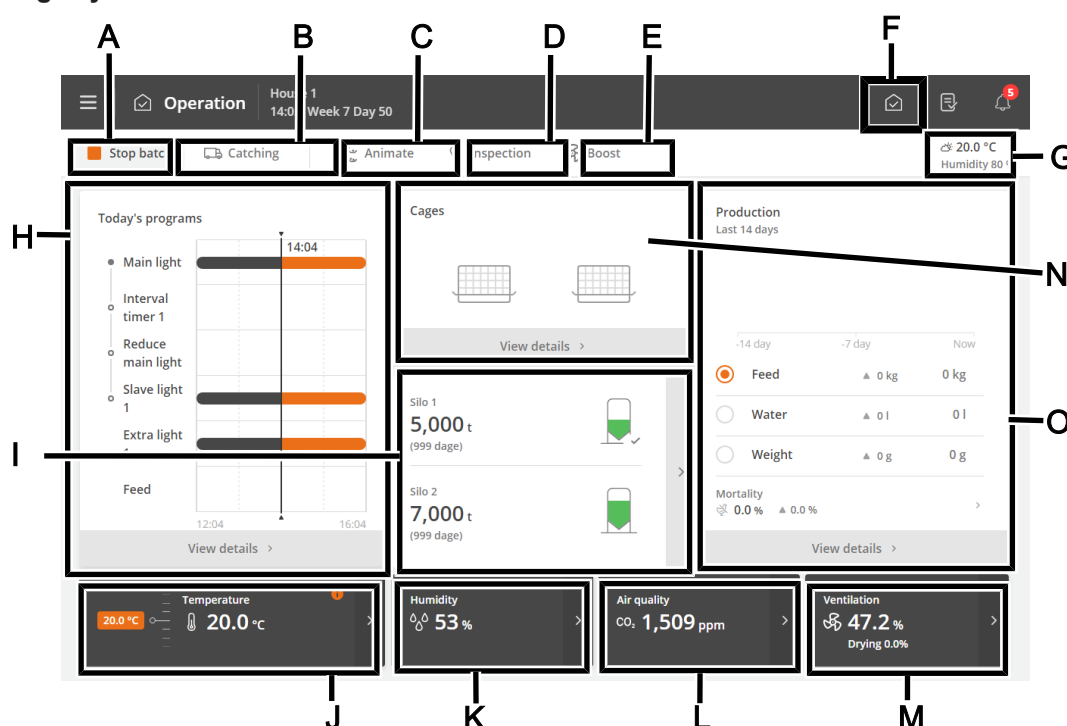 A B C D E F
Operation
House 1
14:0 Week 7 Day 50
5
Stop batc
Catching
Animate
nspection
Boost
20.0 °C
Humidity 80
G
H
Today's programs
14:04
Main light
Interval
timer 1
Reduce
main light
Slave light
1
Extra light
Feed
12:04 16:04
View details >
Cages
View details >
N
Silo 1
5,000 t
(999 dage)
Silo 2
7,000 t
(999 dage)
>
I
Production
Last 14 days
-14 day -7 day Now
Feed ▲ 0 kg 0 kg
Water ▲ 0 l 0 l
Weight ▲ 0 g 0 g
Mortality
0.0 % ▲ 0.0 % >
View details >
O
20.0 °C
Temperature
20.0 °C >
Humidity
53 % >
Air quality
CO₂ 1,509 ppm >
Ventilation
47.2 % >
Drying 0.0%
J K L M